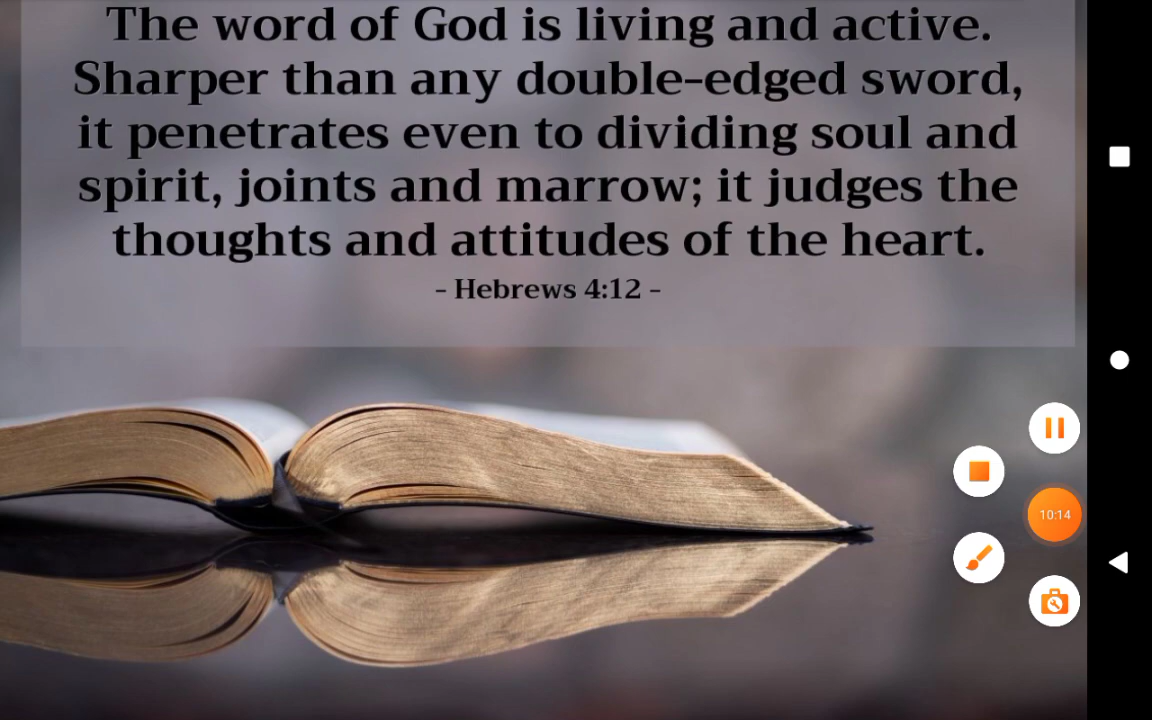 The word of God is living and active.
Sharper than any double-edged sword,
it penetrates even to dividing soul and
spirit, joints and marrow; it judges the
thoughts and attitudes of the heart.
- Hebrews 4:12 -
10:14